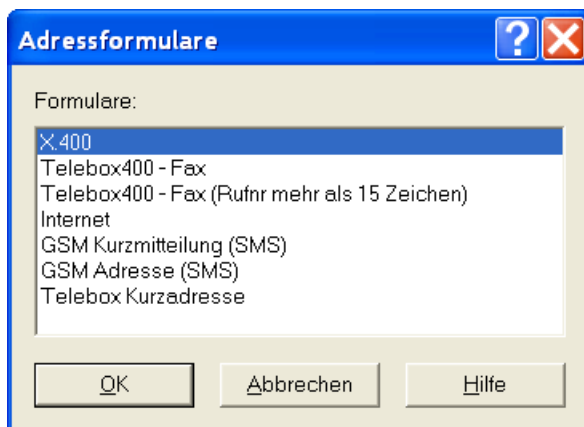 Adressformulare
?
Formulare:
X.400
Telebox400 - Fax
Telebox400 - Fax (Rufnr mehr als 15 Zeichen)
Internet
GSM Kurzmitteilung (SMS)
GSM Adresse (SMS)
Telebox Kurzadresse
OK Abbrechen Hilfe